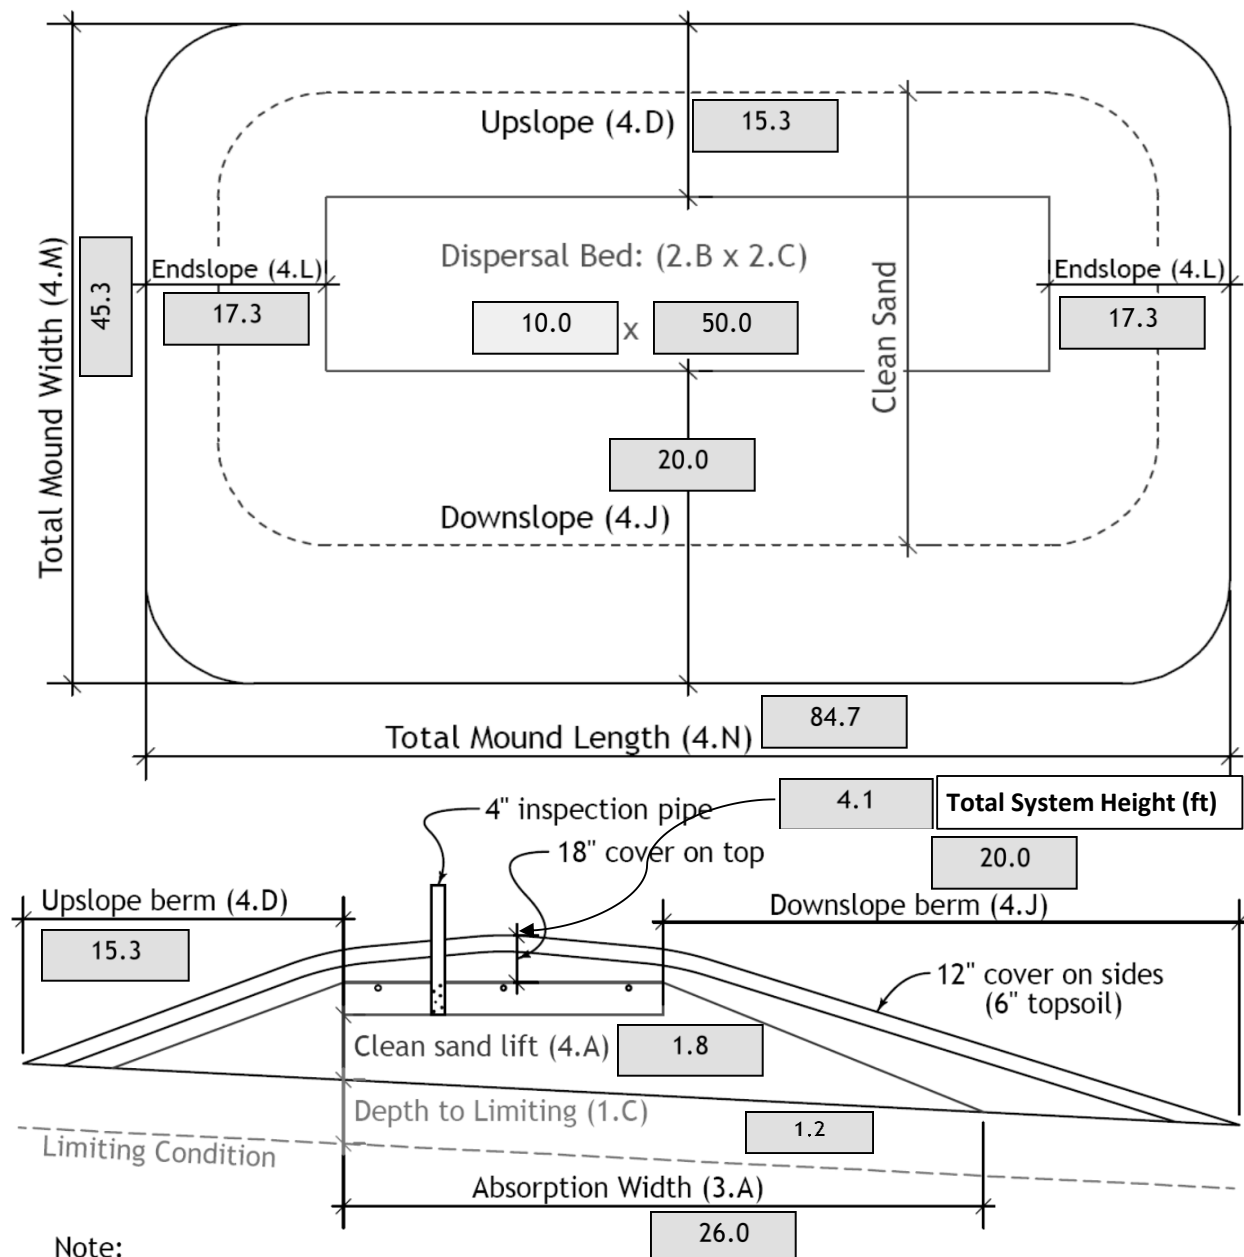 Upslope (4.D) 15.3
Total Mound Width (4.M)
45.3
Dispersal Bed: (2.B x 2.C)
10.0 x 50.0
Endslope (4.L)
17.3
Endslope (4.L)
17.3
Clean Sand
20.0
Downslope (4.J)
Total Mound Length (4.N) 84.7
4.1 Total System Height (ft)
4" inspection pipe
18" cover on top
20.0
Upslope berm (4.D)
15.3
Downslope berm (4.J)
12" cover on sides
(6" topsoil)
Clean sand lift (4.A) 1.8
Depth to Limiting (1.C)
1.2
Limiting Condition
Absorption Width (3.A)
26.0
Note: